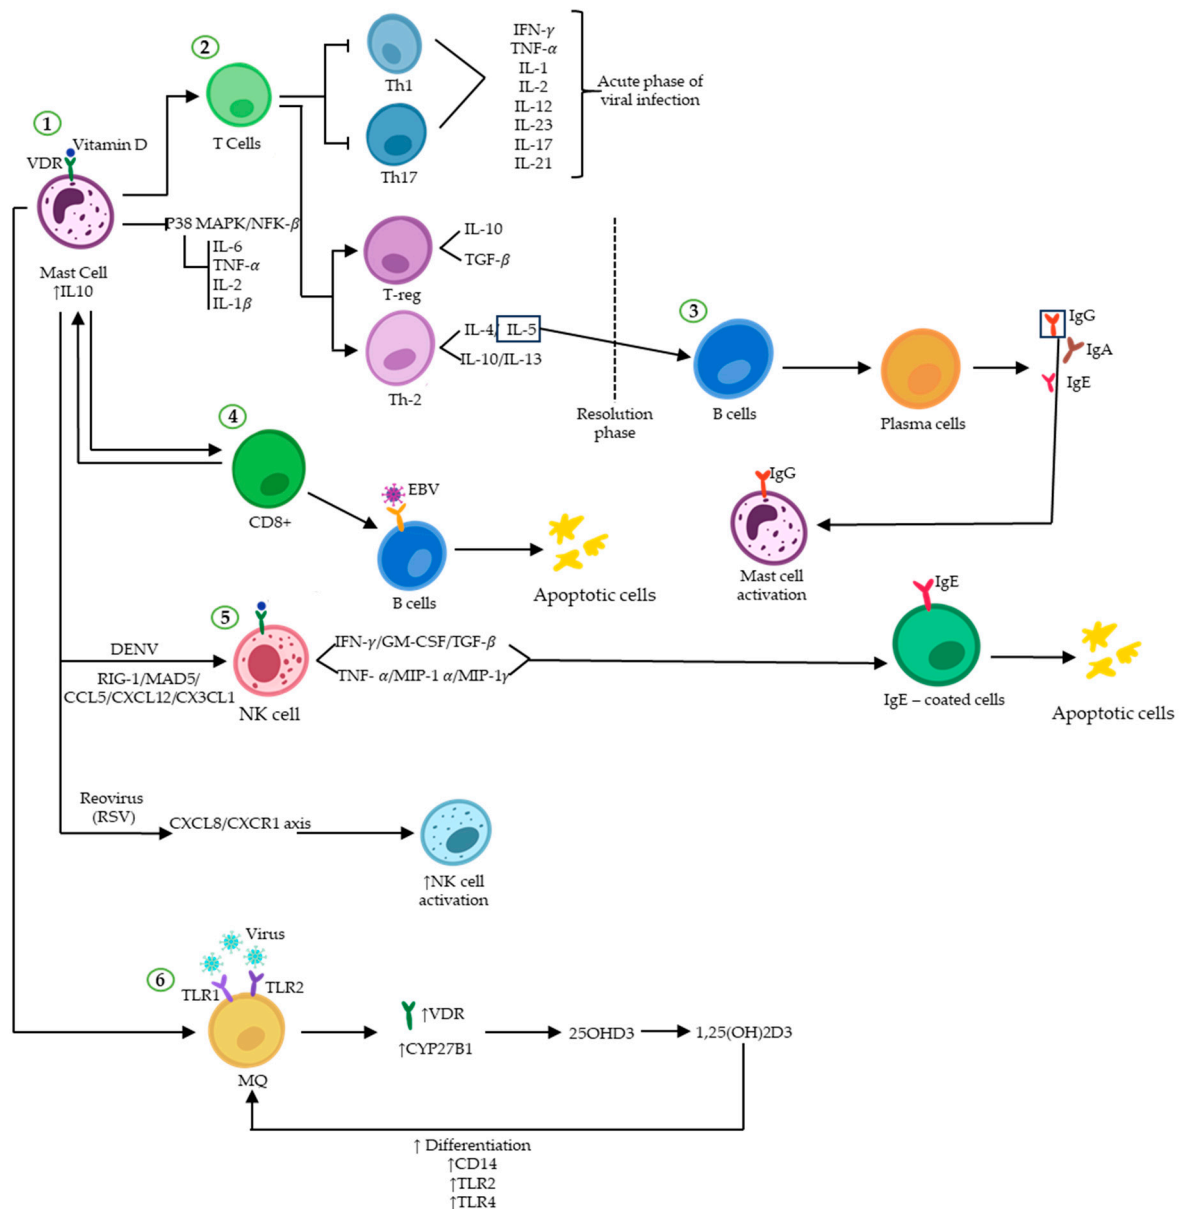 1
Vitamin D
VDR
Mast Cell
↑IL10
P38 MAPK/NFK-β
IL-6
TNF-α
IL-2
IL-1β
2
T Cells
Th1
Th17
IFN-γ
TNF-α
IL-1
IL-2
IL-12
IL-23
IL-17
IL-21
Acute phase of
viral infection
T-reg
IL-10
TGF-β
Th-2
IL-4/ IL-5
IL-10/IL-13
Resolution
phase
3
B cells
Plasma cells
IgG
IgA
IgE
IgG
Mast cell
activation
4
CD8+
EBV
B cells
Apoptotic cells
5
DENV
RIG-1/MAD5/
CCL5/CXCL12/CX3CL1
NK cell
IFN-γ/GM-CSF/TGF-β
TNF- α/MIP-1 α/MIP-1γ
IgE
IgE – coated cells
Apoptotic cells
Reovirus
(RSV)
CXCL8/CXCR1 axis
↑NK cell
activation
6
Virus
TLR1
TLR2
MQ
↑VDR
↑CYP27B1
25OHD3
1,25(OH)2D3
↑ Differentiation
↑CD14
↑TLR2
↑TLR4